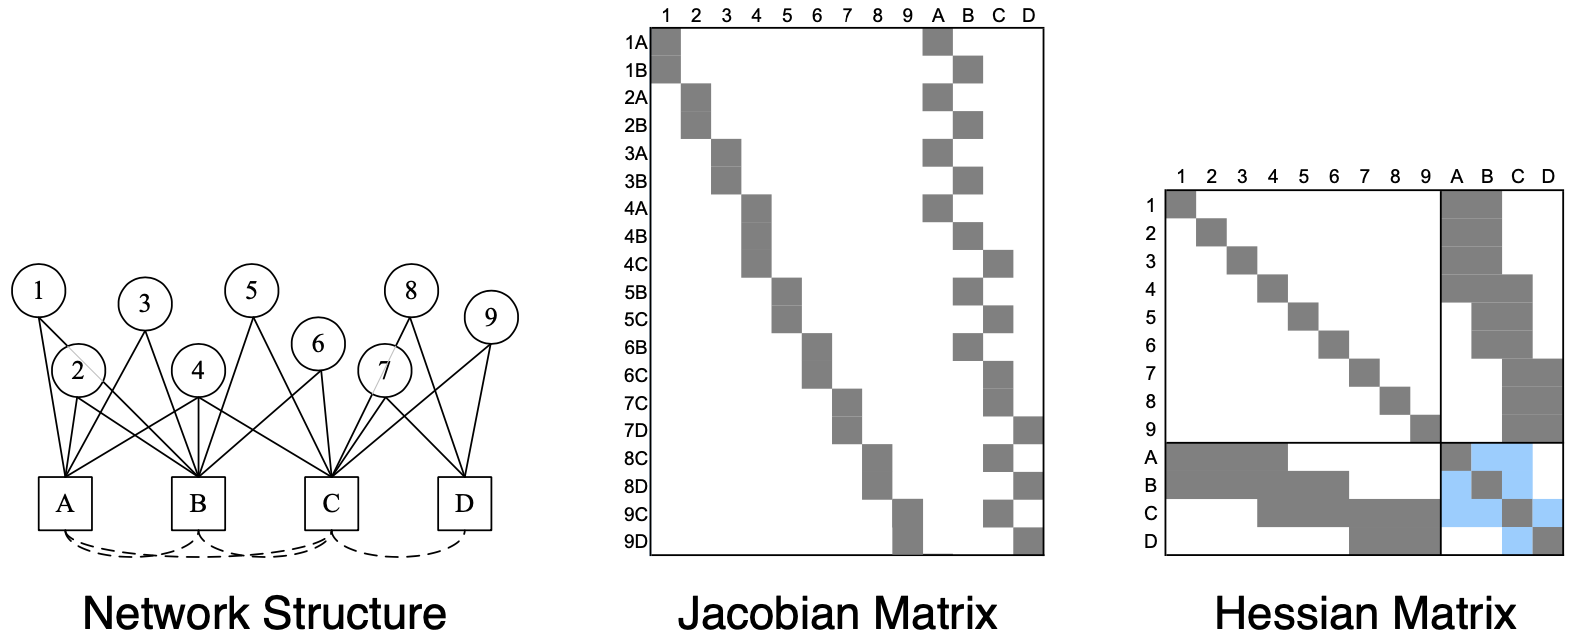 1
3
5
8
9
2
4
6
7
A B C D
Network Structure
1 2 3 4 5 6 7 8 9 A B C D
1A
1B
2A
2B
3A
3B
4A
4B
4C
5B
5C
6B
6C
7C
7D
8C
8D
9C
9D
Jacobian Matrix
1 2 3 4 5 6 7 8 9 A B C D
1
2
3
4
5
6
7
8
9
A
B
C
D
Hessian Matrix